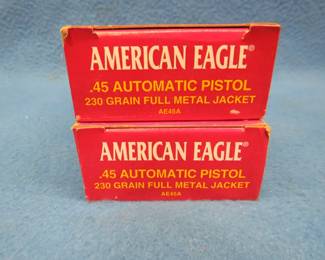 AMERICAN EAGLE®
.45 AUTOMATIC PISTOL
230 GRAIN FULL METAL JACKET
AE45A
AMERICAN EAGLE®
.45 AUTOMATIC PISTOL
230 GRAIN FULL METAL JACKET
AE45A